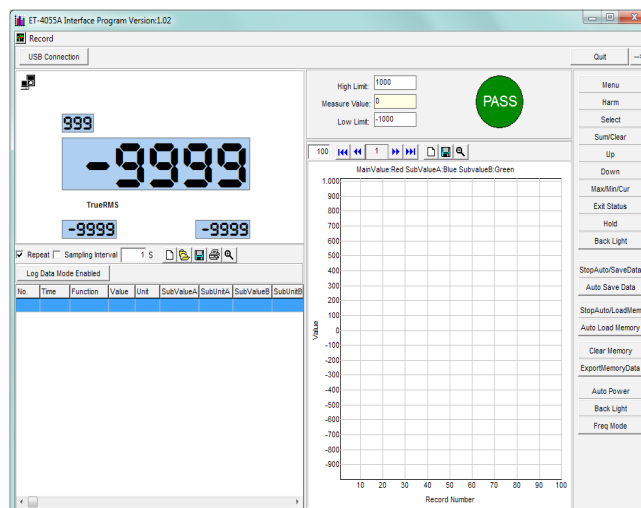 ET-4055A Interface Program Version:1.02
Record
USB Connection
Quit
999
-9999
TrueRMS
-9999 -9999
High Limit: 1000
Measure Value: 0
Low Limit: -1000
PASS
Repeat Sampling Interval 1 S
Log Data Mode Enabled
No. Time Function Value Unit SubValueA SubUnitA SubValueB SubUnitB
100 1
MainValue:Red SubValueA:Blue SubvalueB:Green
1.000
900
800
700
600
500
400
300
200
100
0
-100
-200
-300
-400
-500
-600
-700
-800
-900
Value
10 20 30 40 50 60 70 80 90 100
Record Number
Menu
Harm
Select
Sum/Clear
Up
Down
Max/Min/Cur
Exit Status
Hold
Back Light
StopAuto/SaveData
Auto Save Data
StopAuto/LoadMem
Auto Load Memory
Clear Memory
ExportMemoryData
Auto Power
Back Light
Freq Mode